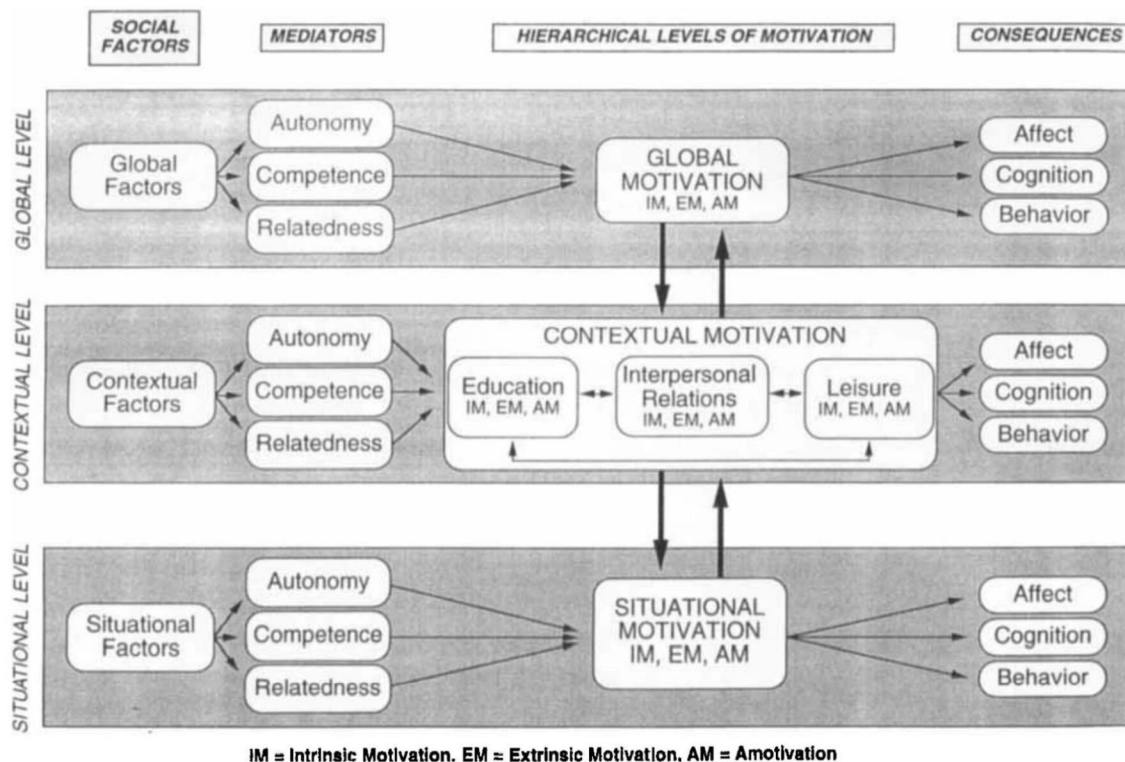 SOCIAL
FACTORS
MEDIATORS
HIERARCHICAL LEVELS OF MOTIVATION
CONSEQUENCES
GLOBAL LEVEL
Global
Factors
Autonomy
Competence
Relatedness
GLOBAL
MOTIVATION
IM, EM, AM
Affect
Cognition
Behavior
CONTEXTUAL LEVEL
Contextual
Factors
Autonomy
Competence
Relatedness
CONTEXTUAL MOTIVATION
Education
IM, EM, AM
Interpersonal
Relations
IM, EM, AM
Leisure
IM, EM, AM
Affect
Cognition
Behavior
SITUATIONAL LEVEL
Situational
Factors
Autonomy
Competence
Relatedness
SITUATIONAL
MOTIVATION
IM, EM, AM
Affect
Cognition
Behavior
IM = Intrinsic Motivation, EM = Extrinsic Motivation, AM = Amotivation